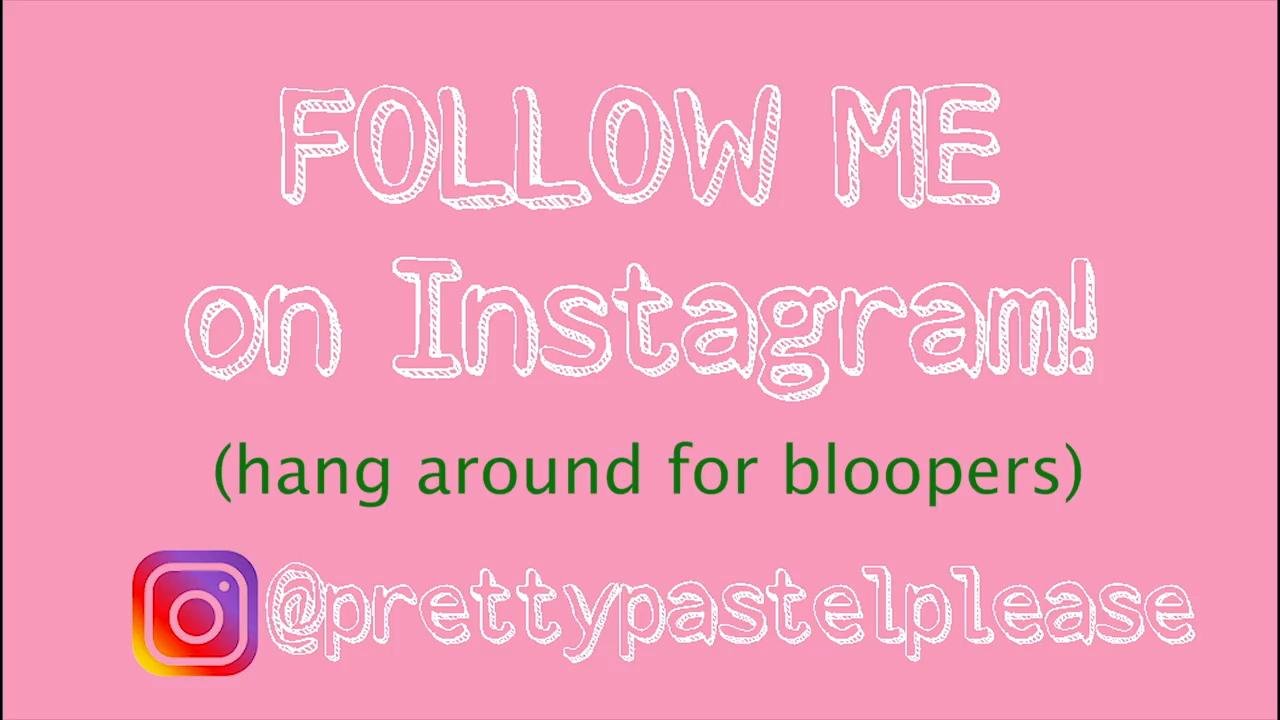 FOLLOW ME
on Instagram!
(hang around for bloopers)
@prettypastelplease